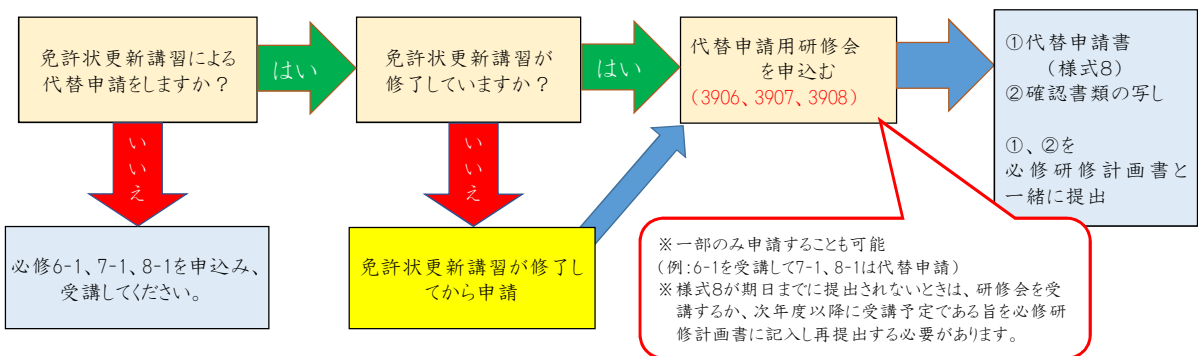 免許状更新講習による
代替申請をしますか？
はい
免許状更新講習が
修了していますか？
はい
代替申請用研修会
を申込む
（3906、3907、3908）
①代替申請書
（様式8）
②確認書類の写し
①、②を
必修研修計画書と
一緒に提出
いいえ
いいえ
必修6-1、7-1、8-1を申込み、
受講してください。
免許状更新講習が修了し
てから申請
※一部のみ申請することも可能
（例:6-1を受講して7-1、8-1は代替申請）
※様式8が期日までに提出されないときは、研修会を受
講するか、次年度以降に受講予定である旨を必修研
修計画書に記入し再提出する必要があります。